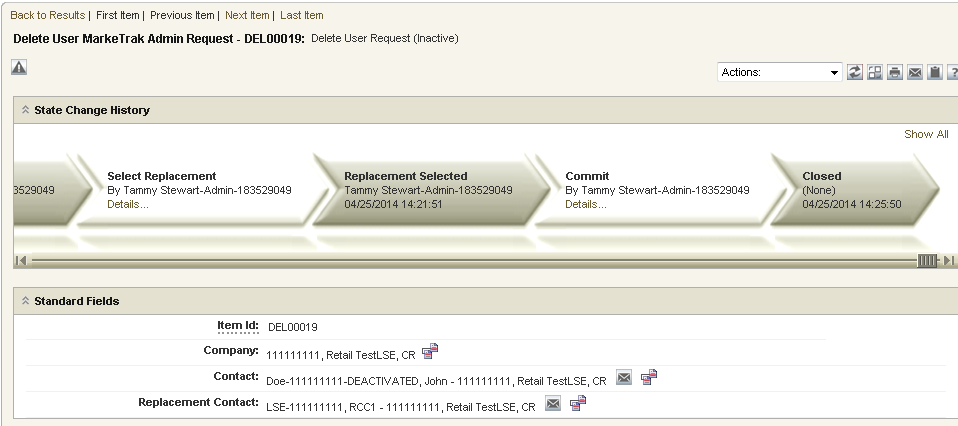 Back to Results | First Item | Previous Item | Next Item | Last Item
Delete User MarkeTrak Admin Request - DEL00019: Delete User Request (Inactive)
Actions:
State Change History
Show All
Select Replacement
Replacement Selected
Commit
Closed
83529049
By Tammy Stewart-Admin-183529049
Tammy Stewart-Admin-183529049
By Tammy Stewart-Admin-183529049
(None)
Details...
04/25/2014 14:21:51
Details...
04/25/2014 14:25:50
Standard Fields
Item Id: DEL00019
Company: 111111111, Retail TestLSE, CR
Contact: Doe-111111111-DEACTIVATED, John - 111111111, Retail TestLSE, CR
Replacement Contact: LSE-111111111, RCC1 - 111111111, Retail TestLSE, CR